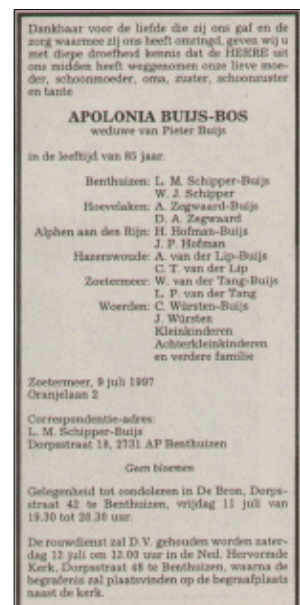 Dankbaar voor de liefde die zij ons gaf en de
zorg waarmee zij ons heeft omringd, geven wij u
met diepe droefheid kennis dat de HEERE uit
ons midden heeft weggenomen onze lieve moe-
der, schoonmoeder, oma, zuster, schoonzuster
en tante
APOLONIA BUIJS-BOS
weduwe van Pieter Buijs
in de leeftijd van 85 jaar.
Benthuizen: L. M. Schipper-Buijs
W. J. Schipper
Hoevelaken: A. Zegwaard-Buijs
D. A. Zegwaard
Alphen aan den Rijn: H. Hofman-Buijs
J. P. Hofman
Hazerswoude: A. van der Lip-Buijs
C. T. van der Lip
Zoetermeer: W. van der Tang-Buijs
L. P. van der Tang
Woerden: C. Würsten-Buijs
J. Würsten
Kleinkinderen
Achterkleinkinderen
en verdere familie
Zoetermeer, 9 juli 1997
Oranjelaan 2
Correspondentie-adres:
L. M. Schipper-Buijs
Dorpsstraat 18, 2731 AP Benthuizen
Geen bloemen
Gelegenheid tot condoleren in De Bron, Dorps-
straat 42 te Benthuizen, vrijdag 11 juli van
19.30 tot 20.30 uur.
De rouwdienst zal D.V. gehouden worden zater-
dag 12 juli om 12.00 uur in de Ned. Hervormde
Kerk, Dorpsstraat 48 te Benthuizen, waarna de
begrafenis zal plaatsvinden op de begraafplaats
naast de kerk.